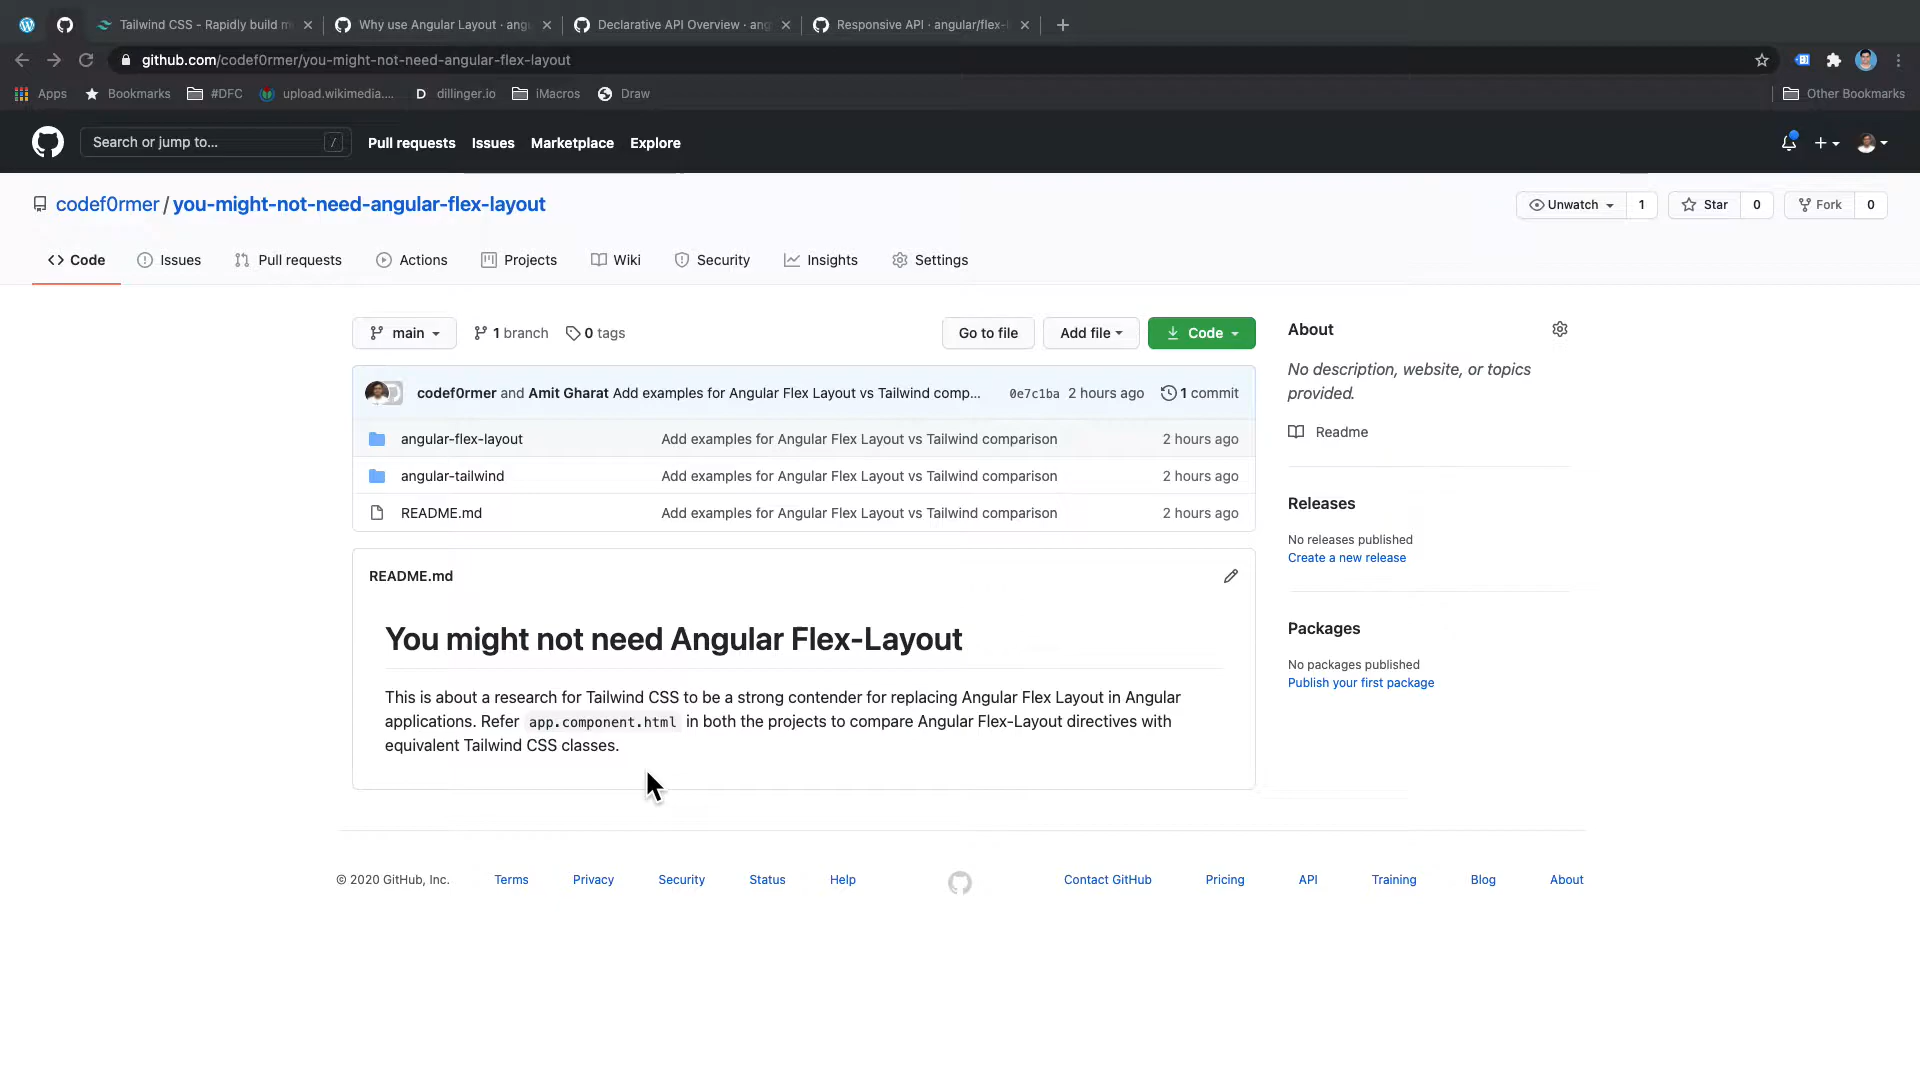 Tailwind CSS - Rapidly build m
Why use Angular Layout · ang
Declarative API Overview · ang
Responsive API · angular/flex-l
github.com/codef0rmer/you-might-not-need-angular-flex-layout
Apps
Bookmarks
#DFC
upload.wikimedia....
D dillinger.io
iMacros
Draw
Other Bookmarks
Search or jump to... /
Pull requests
Issues
Marketplace
Explore
codef0rmer / you-might-not-need-angular-flex-layout
Unwatch 1
Star 0
Fork 0
Code
Issues
Pull requests
Actions
Projects
Wiki
Security
Insights
Settings
main
1 branch
0 tags
Go to file
Add file
Code
codef0rmer and Amit Gharat Add examples for Angular Flex Layout vs Tailwind comp... 0e7c1ba 2 hours ago 1 commit
angular-flex-layout Add examples for Angular Flex Layout vs Tailwind comparison 2 hours ago
angular-tailwind Add examples for Angular Flex Layout vs Tailwind comparison 2 hours ago
README.md Add examples for Angular Flex Layout vs Tailwind comparison 2 hours ago
README.md
You might not need Angular Flex-Layout
This is about a research for Tailwind CSS to be a strong contender for replacing Angular Flex Layout in Angular
applications. Refer app.component.html in both the projects to compare Angular Flex-Layout directives with
equivalent Tailwind CSS classes.
About
No description, website, or topics
provided.
Readme
Releases
No releases published
Create a new release
Packages
No packages published
Publish your first package
© 2020 GitHub, Inc.
Terms
Privacy
Security
Status
Help
Contact GitHub
Pricing
API
Training
Blog
About